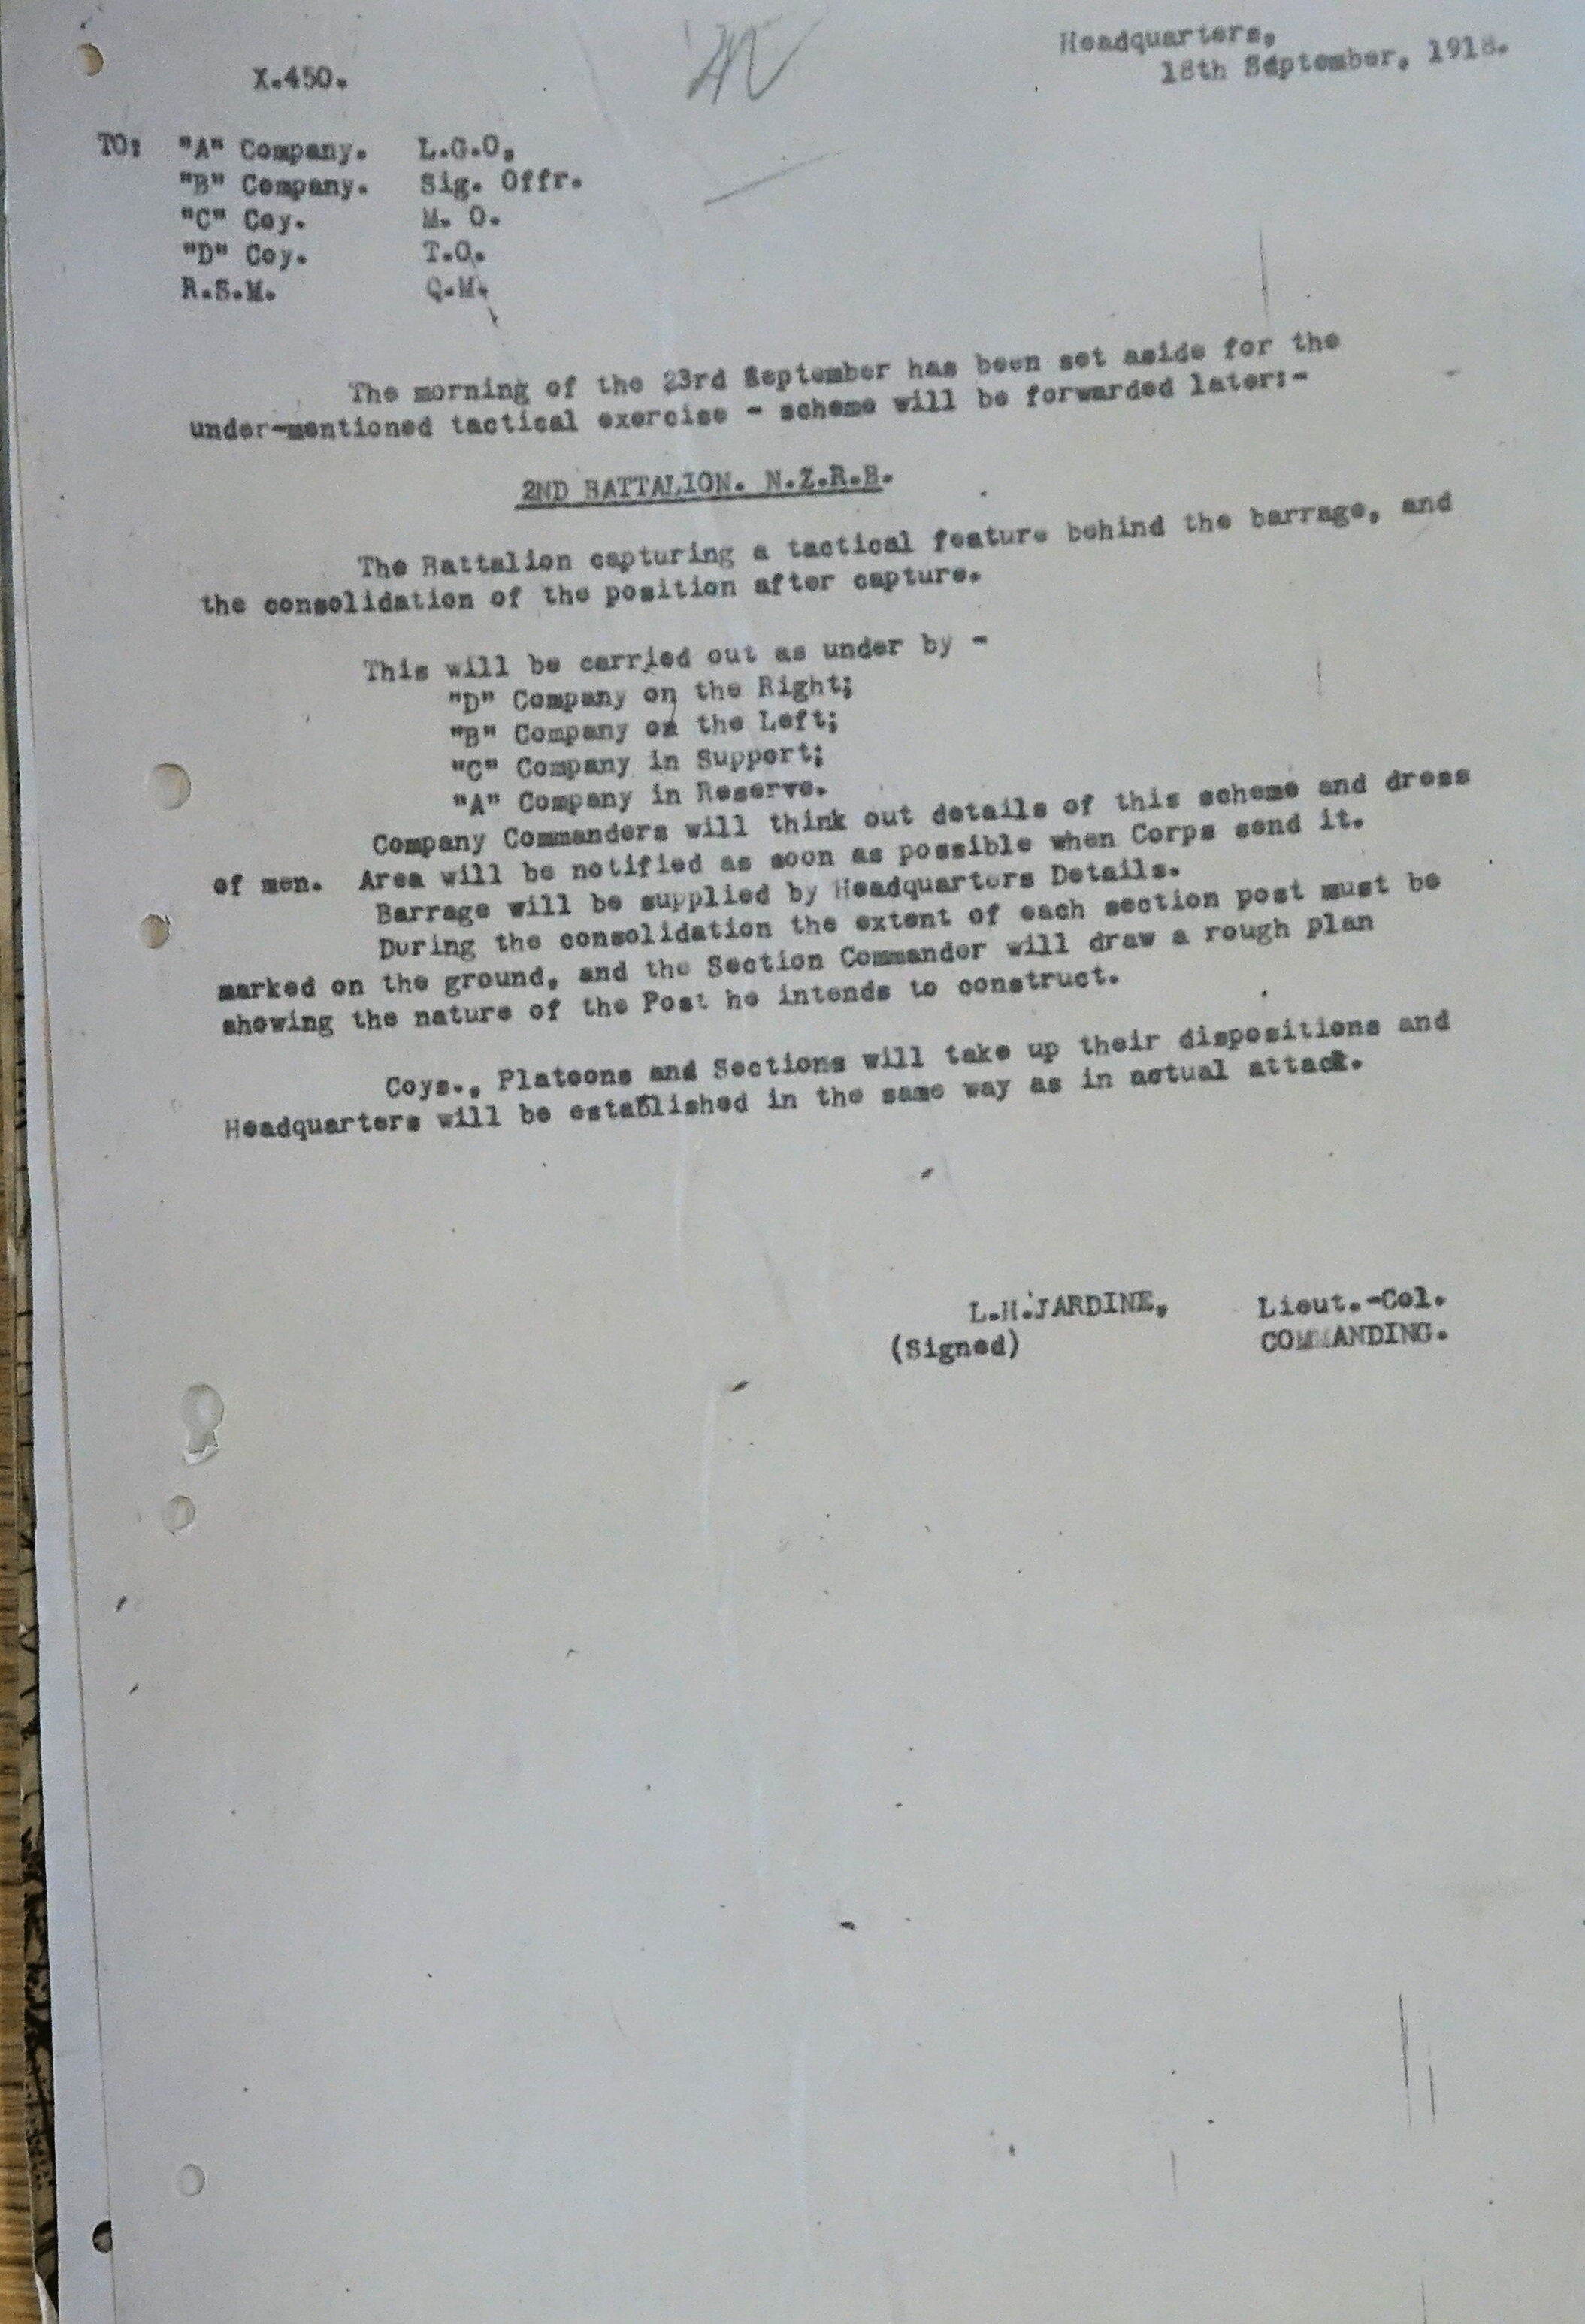 Headquarters,
18th September, 1918.
X.450.
TO: "A" Company. L.G.O,
"B" Company. Sig. Offr.
"C" Coy. M. O.
"D" Coy. T.O.
R.S.M. Q.M.
The morning of the 23rd September has been set aside for the
under-mentioned tactical exercise - scheme will be forwarded later:-
2ND BATTALION. N.Z.R.B.
The Battalion capturing a tactical feature behind the barrage, and
the consolidation of the position after capture.
This will be carried out as under by -
"D" Company on the Right;
"B" Company on the Left;
"C" Company in Support;
"A" Company in Reserve.
Company Commanders will think out details of this scheme and dress
of men. Area will be notified as soon as possible when Corps send it.
Barrage will be supplied by Headquarters Details.
During the consolidation the extent of each section post must be
marked on the ground, and the Section Commander will draw a rough plan
showing the nature of the Post he intends to construct.
Coys., Platoons and Sections will take up their dispositions and
Headquarters will be established in the same way as in actual attack.
L.H.JARDINE, Lieut.-Col.
(Signed) COMMANDING.